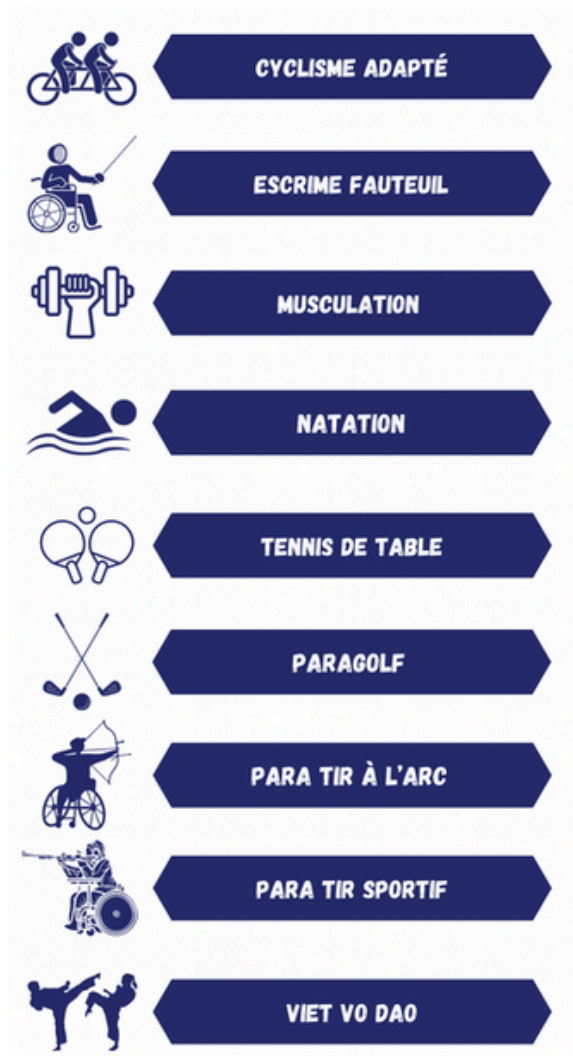 CYCLISME ADAPTÉ
ESCRIME FAUTEUIL
MUSCULATION
NATATION
TENNIS DE TABLE
PARAGOLF
PARA TIR À L'ARC
PARA TIR SPORTIF
VIET VO DAO